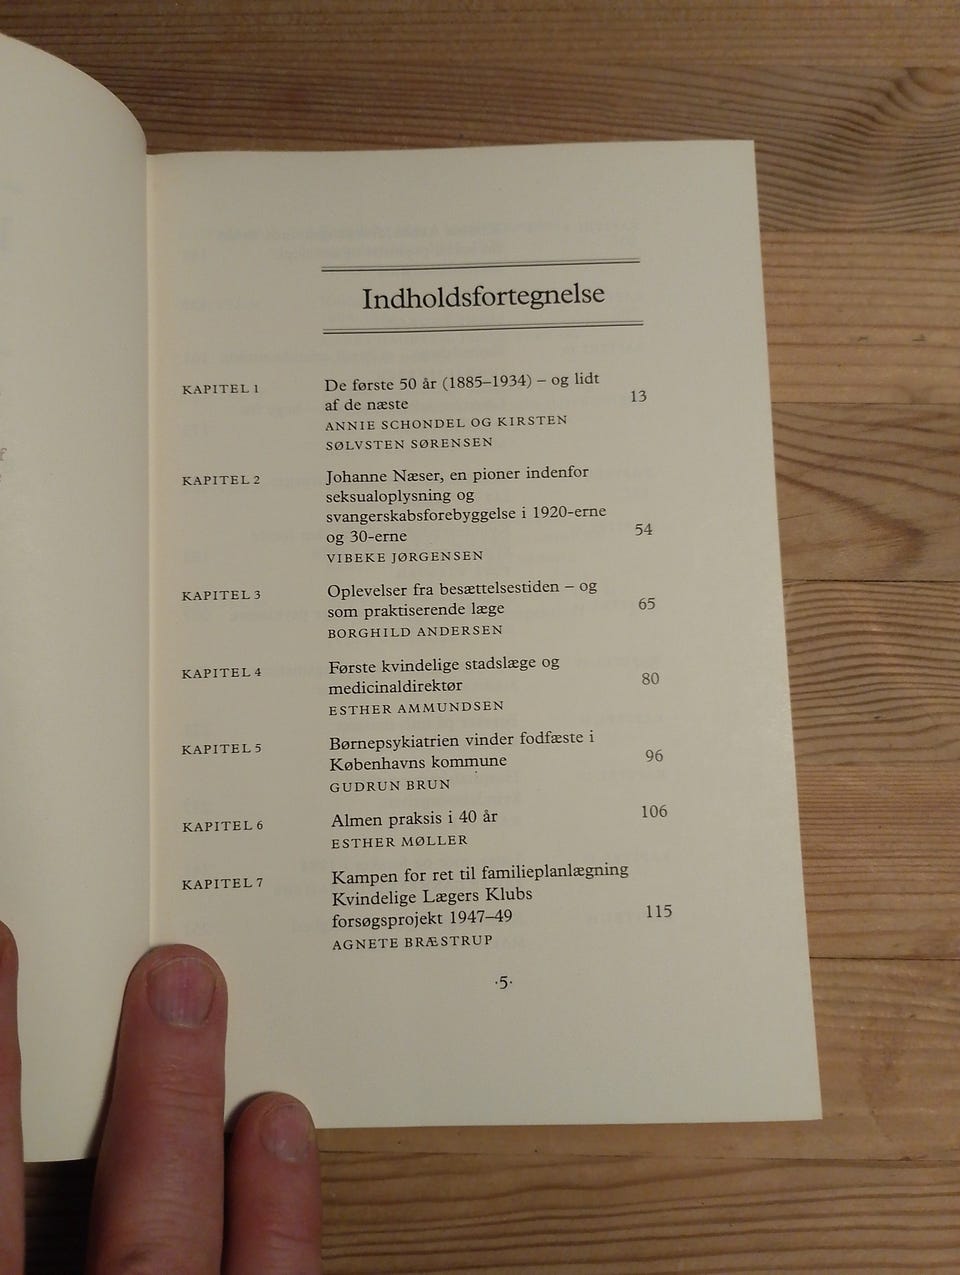 Indholdsfortegnelse
KAPITEL 1
De første 50 år (1885–1934) – og lidt
af de næste 13
ANNIE SCHONDEL OG KIRSTEN
SØLVSTEN SØRENSEN
KAPITEL 2
Johanne Næser, en pioner indenfor
seksualoplysning og
svangerskabsforebyggelse i 1920-erne
og 30-erne 54
VIBEKE JØRGENSEN
KAPITEL 3
Oplevelser fra besættelsestiden – og
som praktiserende læge 65
BORGHILD ANDERSEN
KAPITEL 4
Første kvindelige stadslæge og
medicinaldirektør 80
ESTHER AMMUNDSEN
KAPITEL 5
Børnepsykiatrien vinder fodfæste i
Københavns kommune 96
GUDRUN BRUN
KAPITEL 6
Almen praksis i 40 år 106
ESTHER MØLLER
KAPITEL 7
Kampen for ret til familieplanlægning
Kvindelige Lægers Klubs
forsøgsprojekt 1947–49 115
AGNETE BRÆSTRUP
·5·